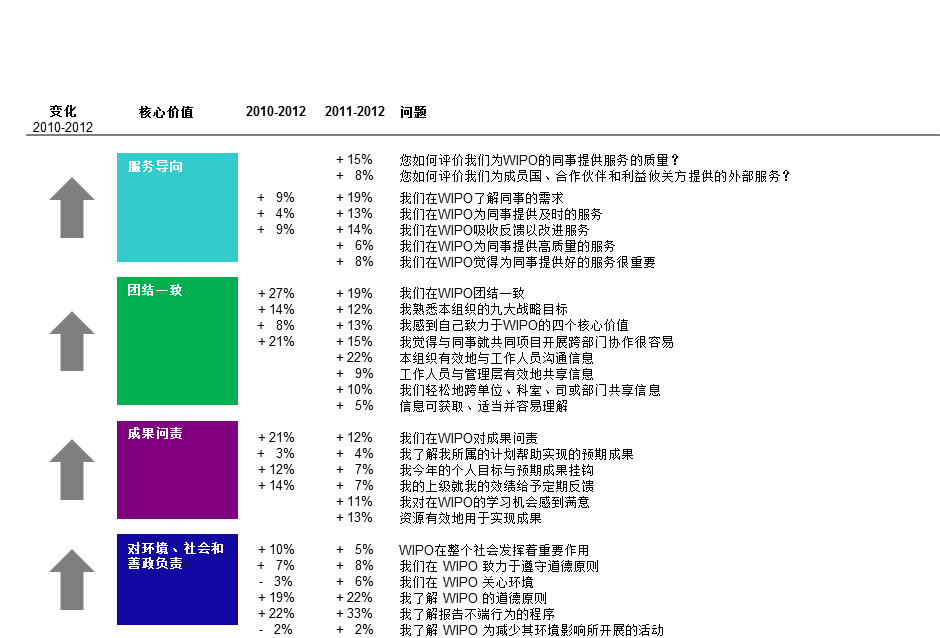 变化 核心价值 2010-2012 2011-2012 问题
2010-2012
服务导向
+ 15% 您如何评价我们为WIPO的同事提供服务的质量？
+ 8% 您如何评价我们为成员国、合作伙伴和利益攸关方提供的外部服务？
+ 9% + 19% 我们在WIPO了解同事的需求
+ 4% + 13% 我们在WIPO为同事提供及时的服务
+ 9% + 14% 我们在WIPO吸收反馈以改进服务
+ 6% 我们在WIPO为同事提供高质量的服务
+ 8% 我们在WIPO觉得为同事提供好的服务很重要
团结一致
+ 27% + 19% 我们在WIPO团结一致
+ 14% + 12% 我熟悉本组织的九大战略目标
+ 8% + 13% 我感到自己致力于WIPO的四个核心价值
+ 21% + 15% 我觉得与同事就共同项目开展跨部门协作很容易
+ 22% 本组织有效地与工作人员沟通信息
+ 9% 工作人员与管理层有效地共享信息
+ 10% 我们轻松地跨单位、科室、司或部门共享信息
+ 5% 信息可获取、适当并容易理解
成果问责
+ 21% + 12% 我们在WIPO对成果问责
+ 3% + 4% 我了解我所属的计划帮助实现的预期成果
+ 12% + 7% 我今年的个人目标与预期成果挂钩
+ 14% + 7% 我的上级就我的效绩给予定期反馈
+ 11% 我对在WIPO的学习机会感到满意
+ 13% 资源有效地用于实现成果
对环境、社会和
善政负责
+ 10% + 5% WIPO在整个社会发挥着重要作用
+ 7% + 8% 我们在 WIPO 致力于遵守道德原则
- 3% + 6% 我们在 WIPO 关心环境
+ 19% + 22% 我了解 WIPO 的道德原则
+ 22% + 33% 我了解报告不端行为的程序
- 2% + 2% 我了解 WIPO 为减少其环境影响所开展的活动